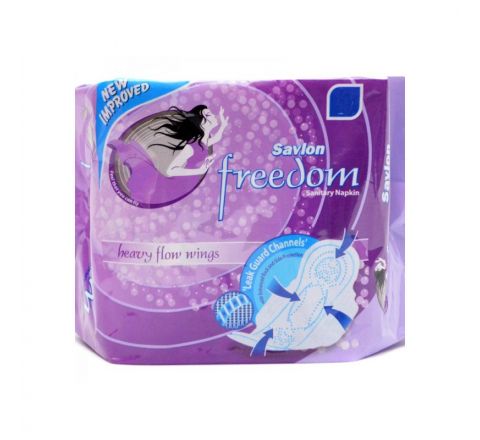 NEW
IMPROVED
Savlon
freedom
Sanitary Napkin
heavy flow wings
'Leak Guard Channels'
Savlon